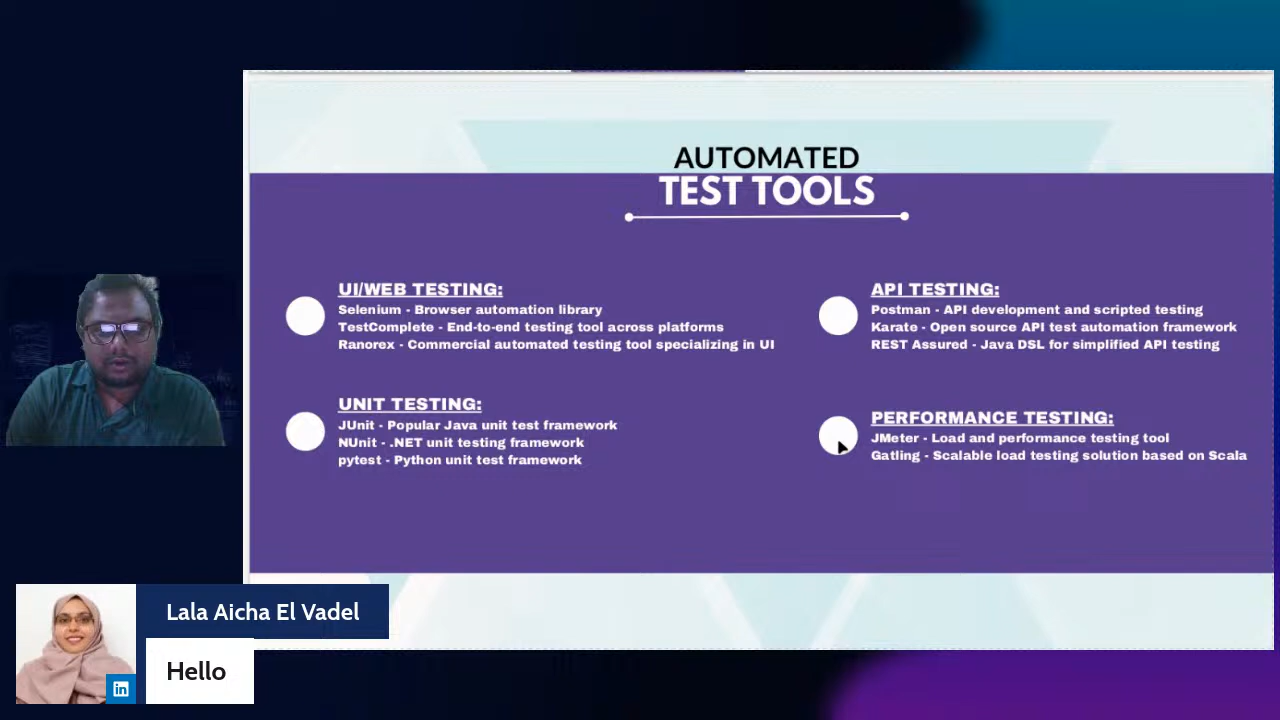 AUTOMATED
TEST TOOLS
UI/WEB TESTING:
Selenium - Browser automation library
TestComplete - End-to-end testing tool across platforms
Ranorex - Commercial automated testing tool specializing in UI
UNIT TESTING:
JUnit - Popular Java unit test framework
NUnit - .NET unit testing framework
pytest - Python unit test framework
API TESTING:
Postman - API development and scripted testing
Karate - Open source API test automation framework
REST Assured - Java DSL for simplified API testing
PERFORMANCE TESTING:
JMeter - Load and performance testing tool
Gatling - Scalable load testing solution based on Scala
Lala Aicha El Vadel
in
Hello